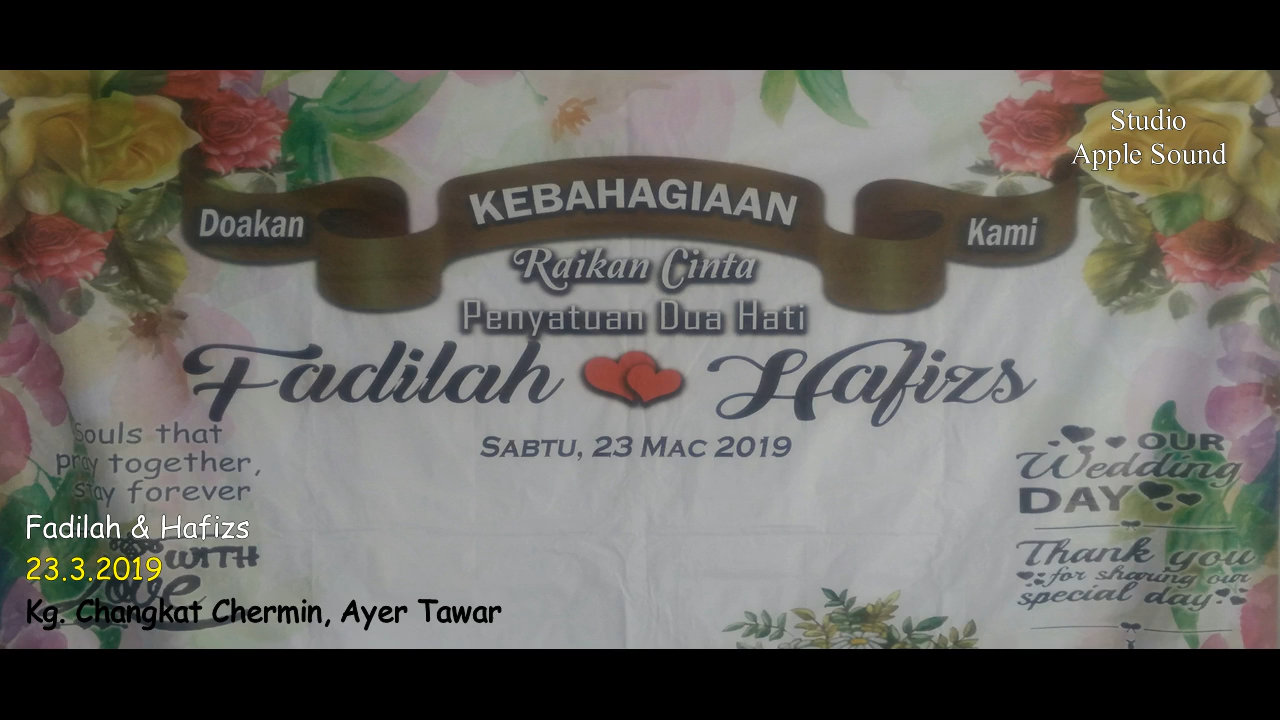 Studio
Apple Sound
Doakan KEBAHAGIAAN Kami
Raikan Cinta
Penyatuan Dua Hati
Fadilah Hafizs
SABTU, 23 MAC 2019
Souls that
pray together,
stay forever
WITH
OUR
Wedding
DAY
Thank you
for sharing our
special day
Fadilah & Hafizs
23.3.2019
Kg. Changkat Chermin, Ayer Tawar